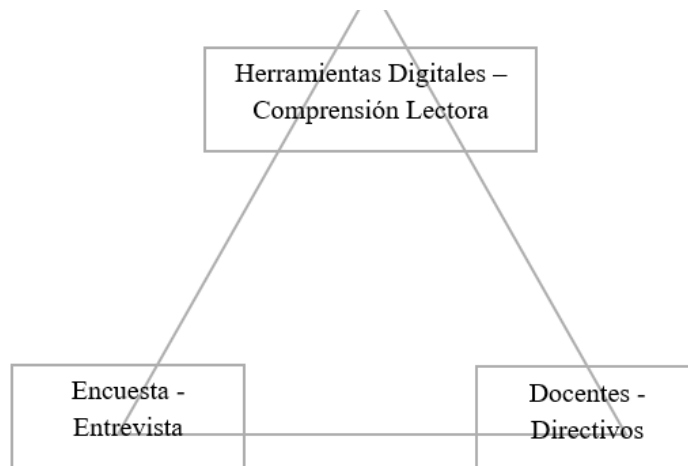 Herramientas Digitales –
Comprensión Lectora
Encuesta -
Entrevista
Docentes -
Directivos